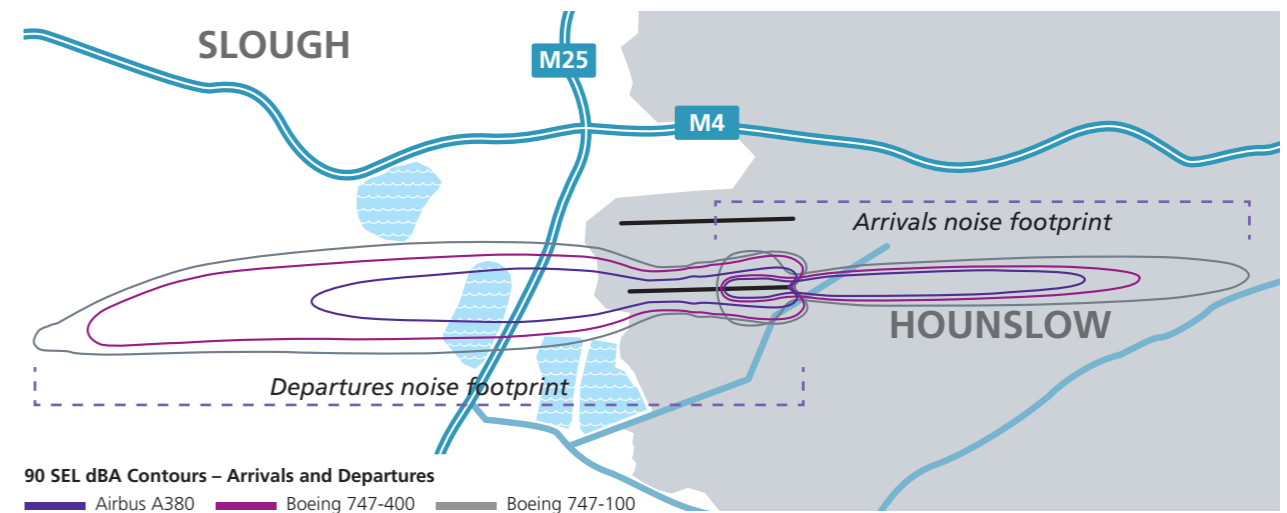 SLOUGH
M25
M4
Arrivals noise footprint
HOUNSLOW
Departures noise footprint
90 SEL dBA Contours – Arrivals and Departures
Airbus A380 Boeing 747-400 Boeing 747-100